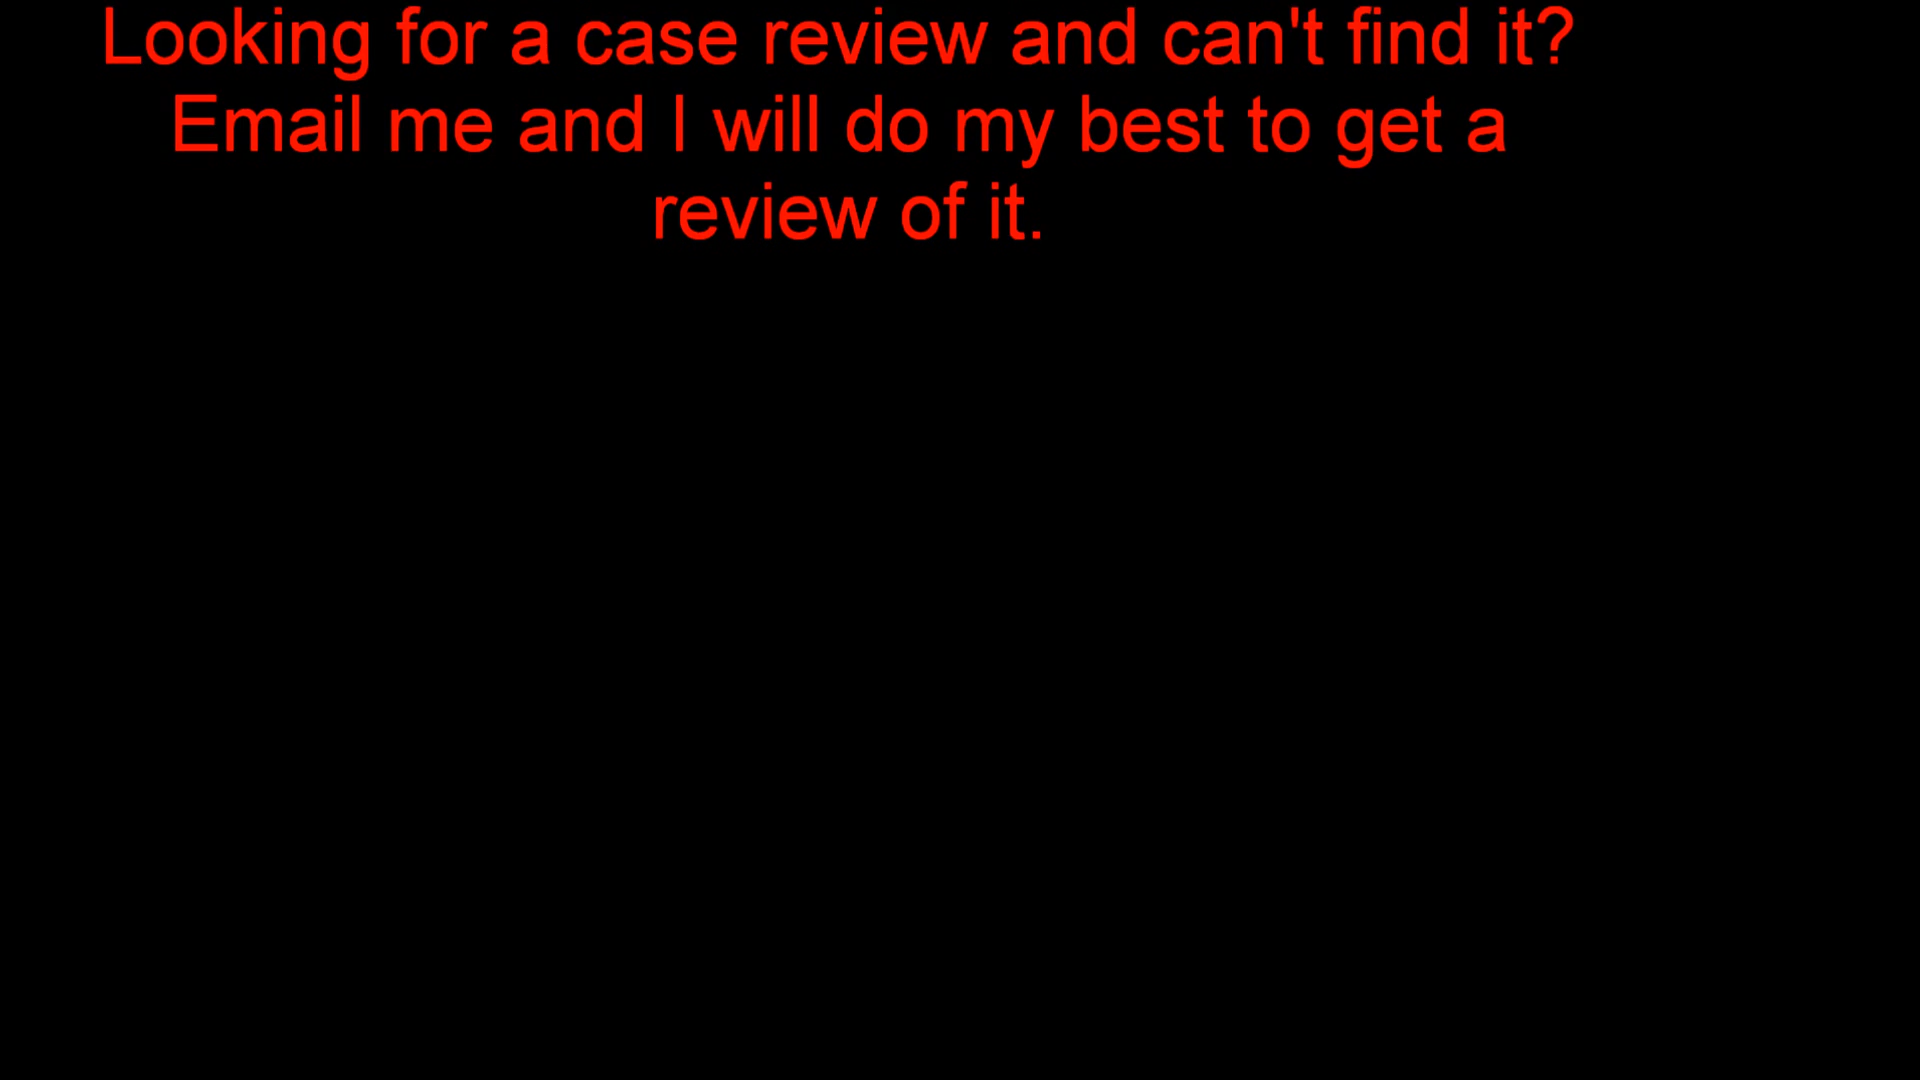 Looking for a case review and can't find it?
Email me and I will do my best to get a
review of it.